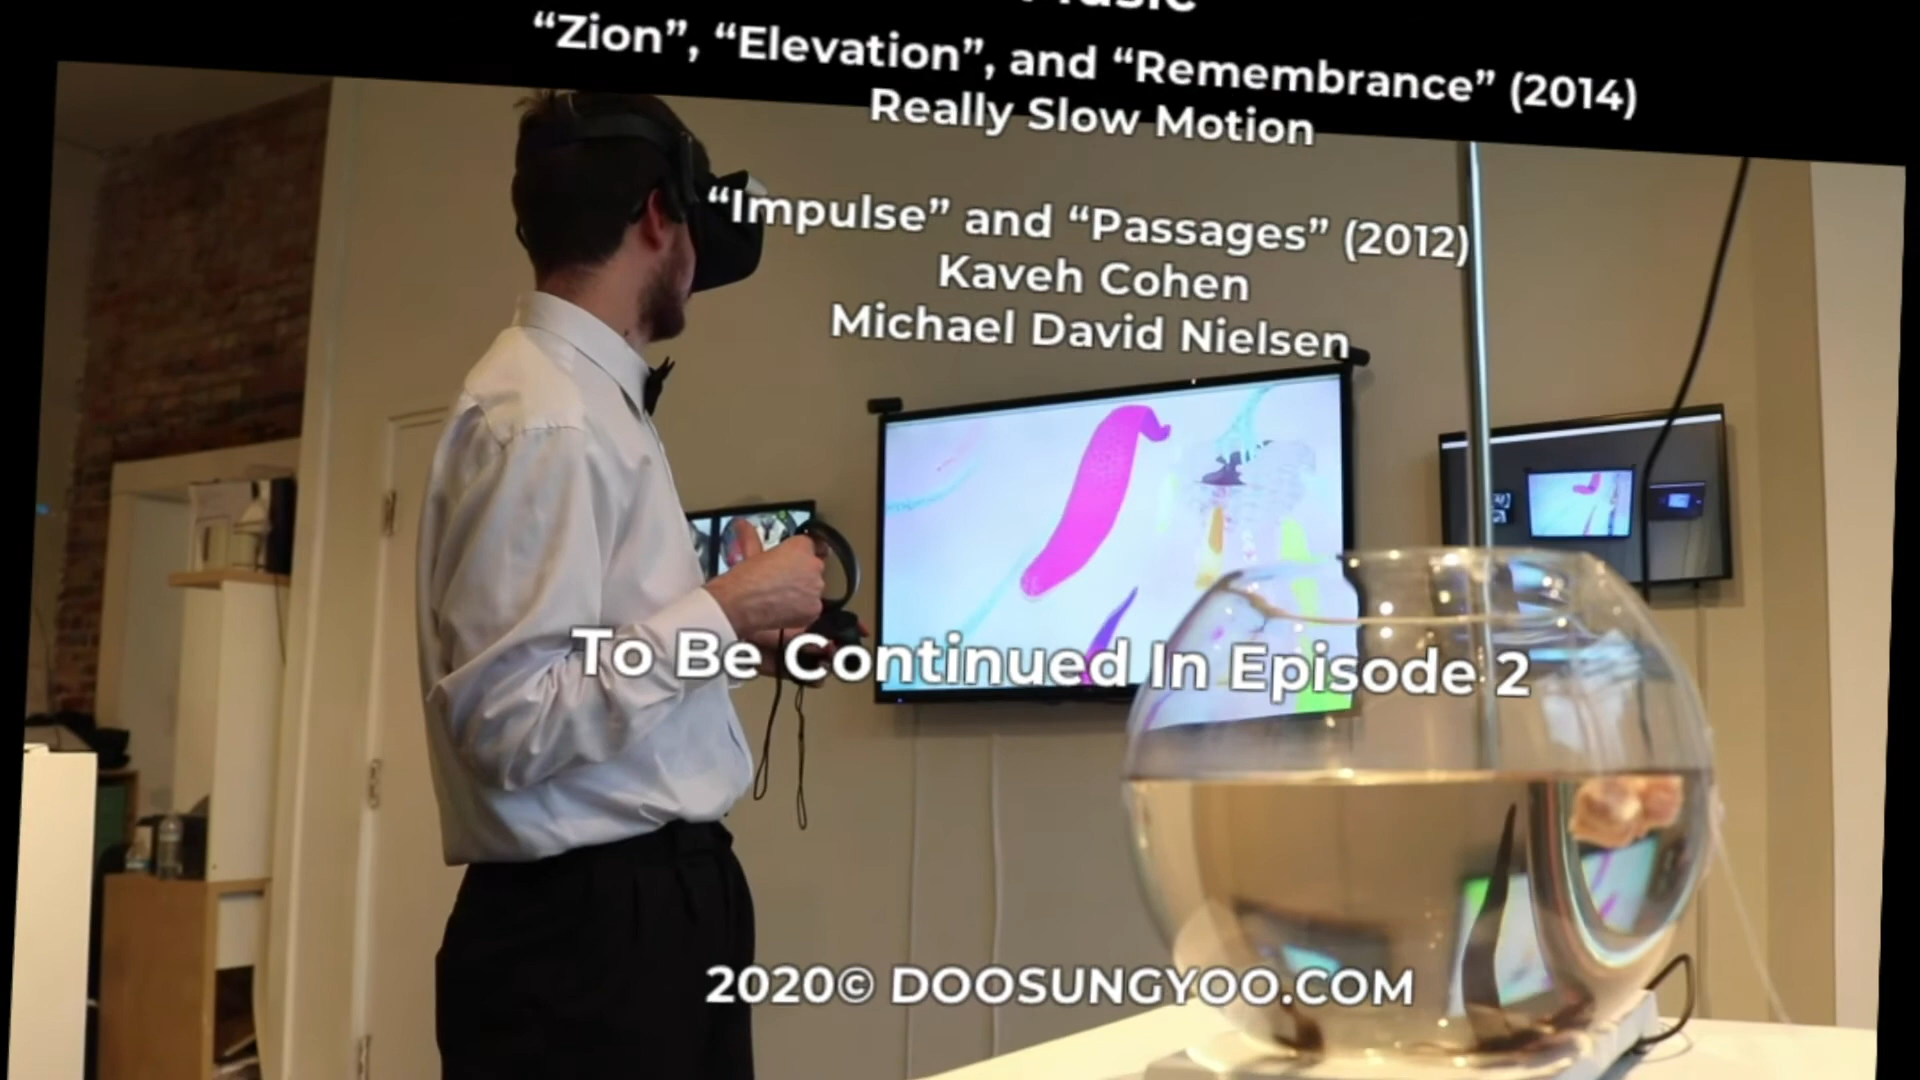 “Zion”, “Elevation”, and “Remembrance” (2014)
Really Slow Motion
“Impulse” and “Passages” (2012)
Kaveh Cohen
Michael David Nielsen
To Be Continued In Episode 2
2020© DOOSUNGYOO.COM